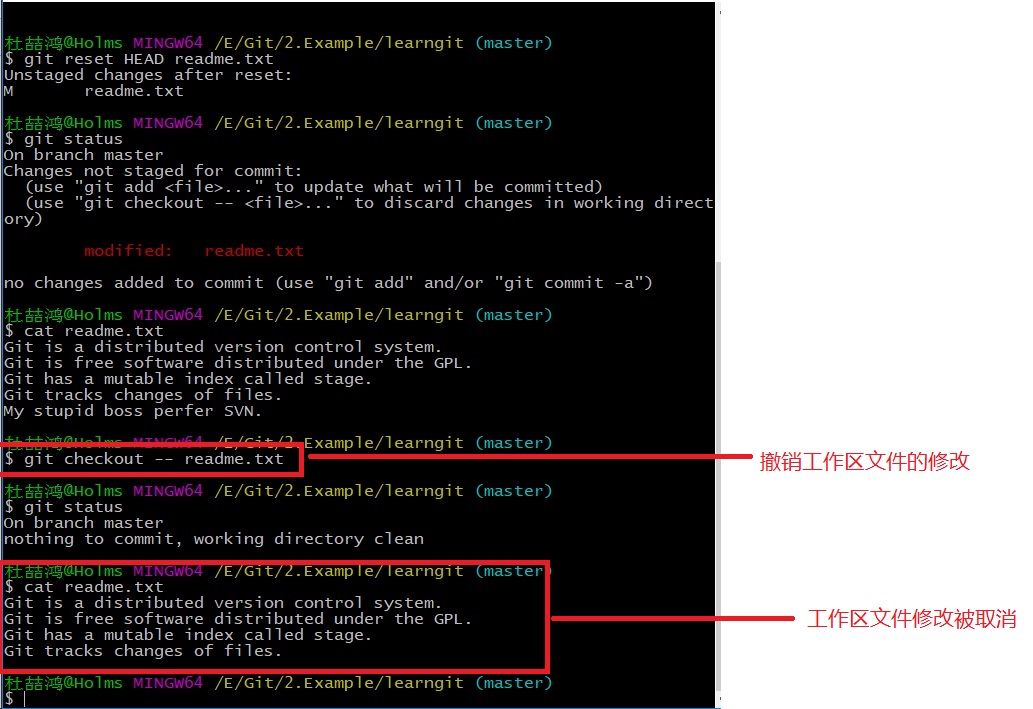 杜喆鸿@Holms MINGW64 /E/Git/2.Example/learngit (master)
$ git reset HEAD readme.txt
Unstaged changes after reset:
M       readme.txt
杜喆鸿@Holms MINGW64 /E/Git/2.Example/learngit (master)
$ git status
On branch master
Changes not staged for commit:
  (use "git add <file>..." to update what will be committed)
  (use "git checkout -- <file>..." to discard changes in working direct
ory)
        modified:   readme.txt
no changes added to commit (use "git add" and/or "git commit -a")
杜喆鸿@Holms MINGW64 /E/Git/2.Example/learngit (master)
$ cat readme.txt
Git is a distributed version control system.
Git is free software distributed under the GPL.
Git has a mutable index called stage.
Git tracks changes of files.
My stupid boss perfer SVN.
杜喆鸿@Holms MINGW64 /E/Git/2.Example/learngit (master)
$ git checkout -- readme.txt
撤销工作区文件的修改
杜喆鸿@Holms MINGW64 /E/Git/2.Example/learngit (master)
$ git status
On branch master
nothing to commit, working directory clean
杜喆鸿@Holms MINGW64 /E/Git/2.Example/learngit (master)
$ cat readme.txt
Git is a distributed version control system.
Git is free software distributed under the GPL.
工作区文件修改被取消
Git has a mutable index called stage.
Git tracks changes of files.
杜喆鸿@Holms MINGW64 /E/Git/2.Example/learngit (master)
$